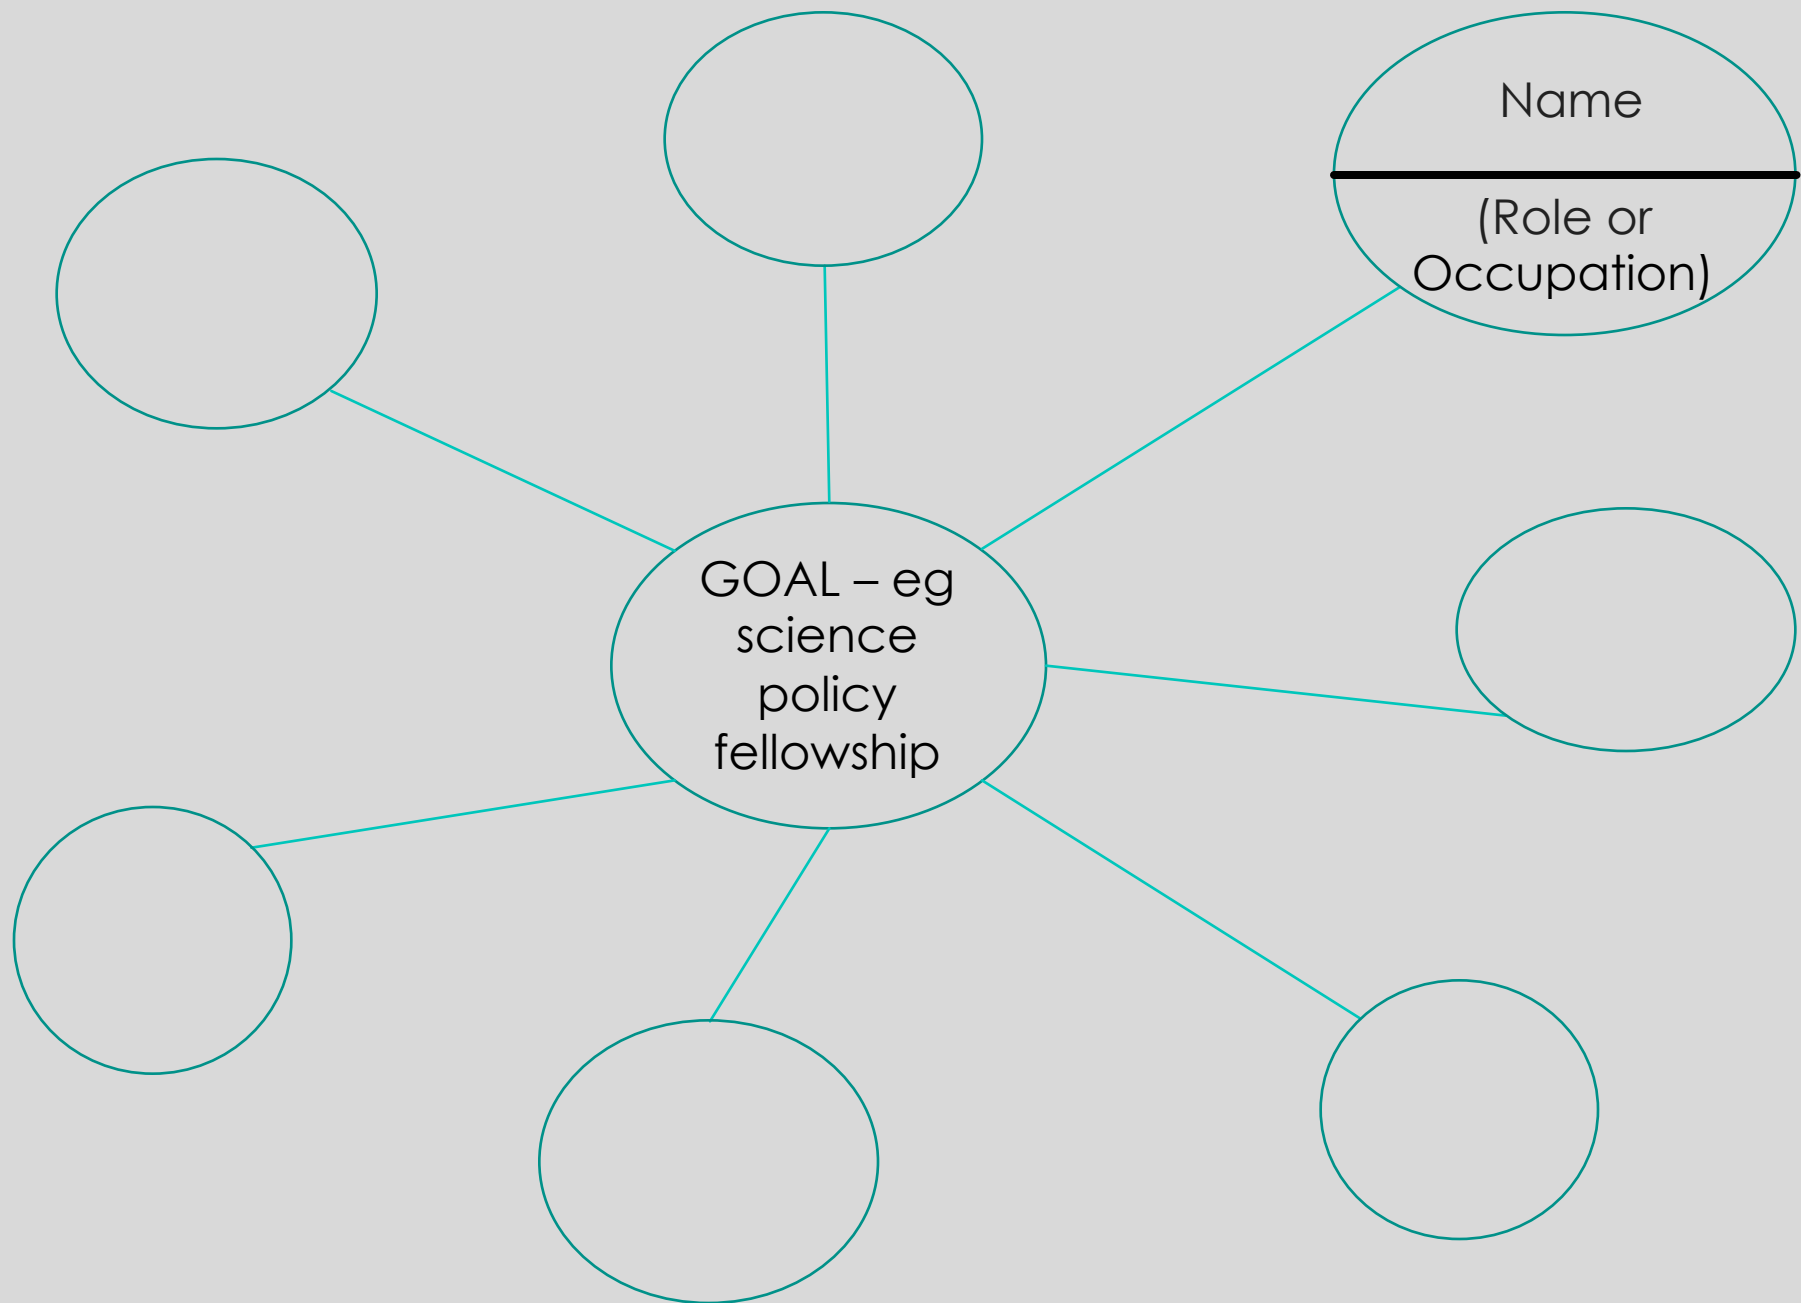 Name
(Role or
Occupation)
GOAL – eg
science
policy
fellowship